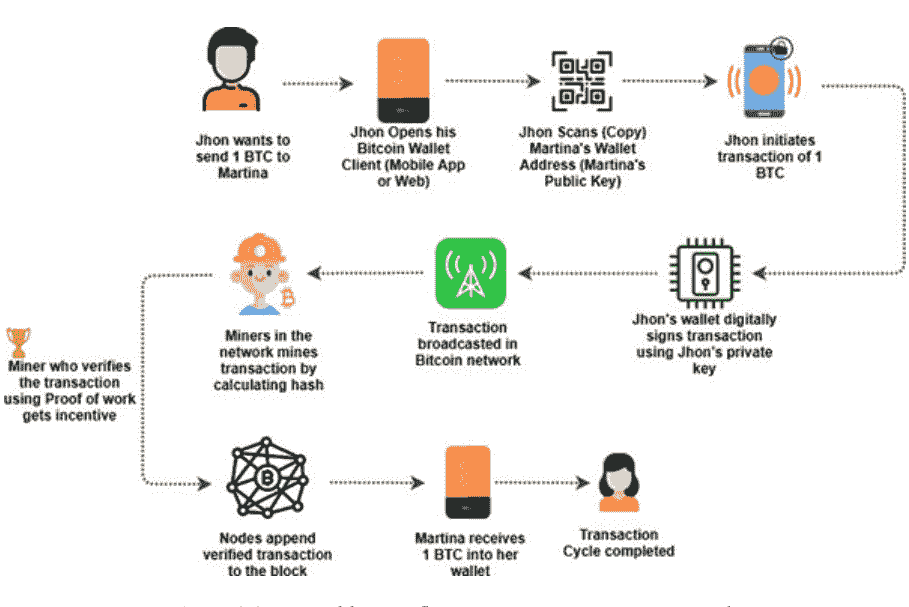 Jhon wants to
send 1 BTC to
Martina
Jhon Opens his
Bitcoin Wallet
Client (Mobile App
or Web)
Jhon Scans (Copy)
Martina's Wallet
Address (Martina's
Public Key)
Jhon initiates
transaction of 1
BTC
Jhon's wallet digitally
signs transaction
using Jhon's private
key
Transaction
broadcasted in
Bitcoin network
Miners in the
network mines
transaction by
calculating hash
Miner who verifies
the transaction
using Proof of work
gets incentive
Nodes append
verified transaction
to the block
Martina receives
1 BTC into her
wallet
Transaction
Cycle completed